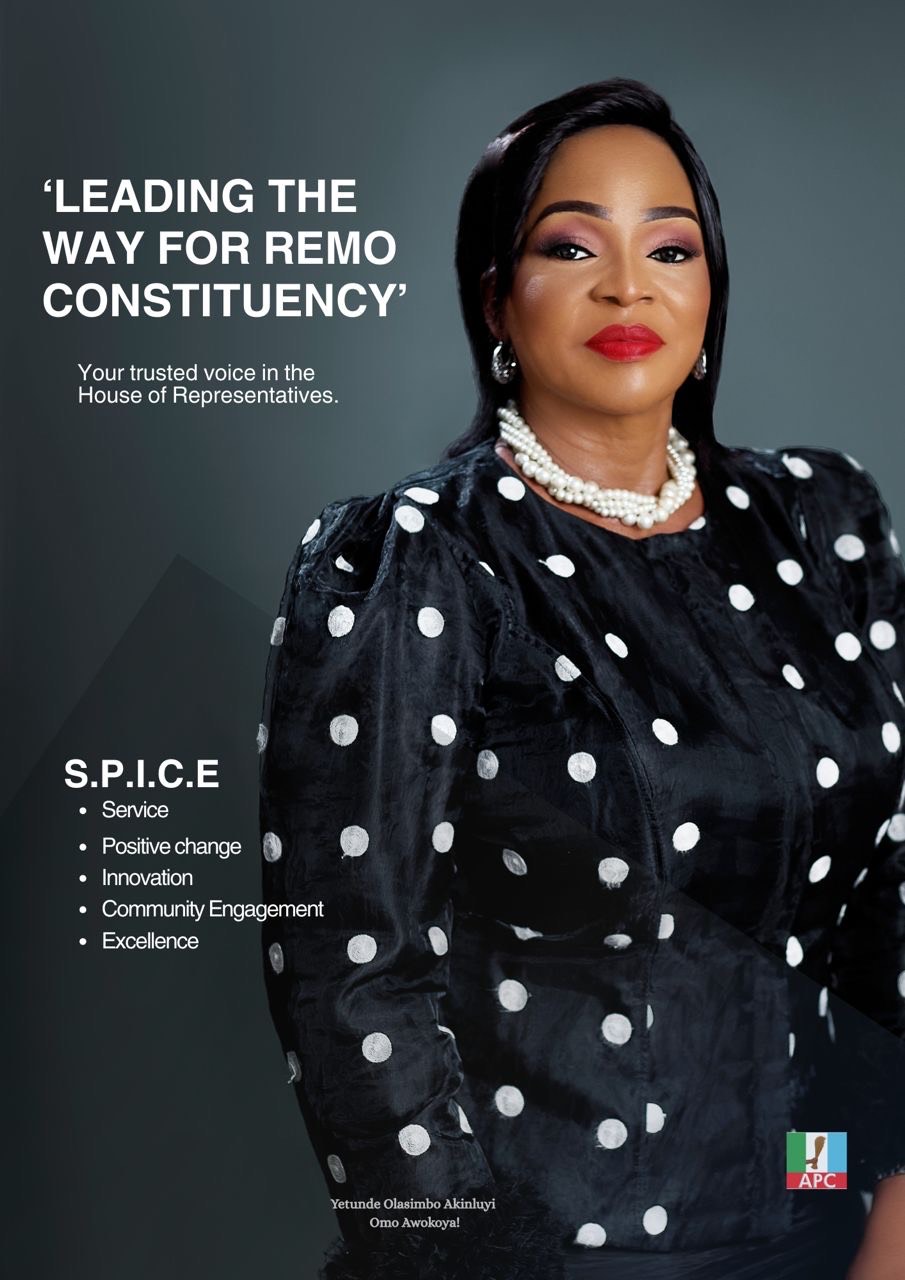 ‘LEADING THE
WAY FOR REMO
CONSTITUENCY’
Your trusted voice in the
House of Representatives.
S.P.I.C.E
• Service
• Positive change
• Innovation
• Community Engagement
• Excellence
Yetunde Olasimbo Akinluyi
Omo Awokoya!
APC